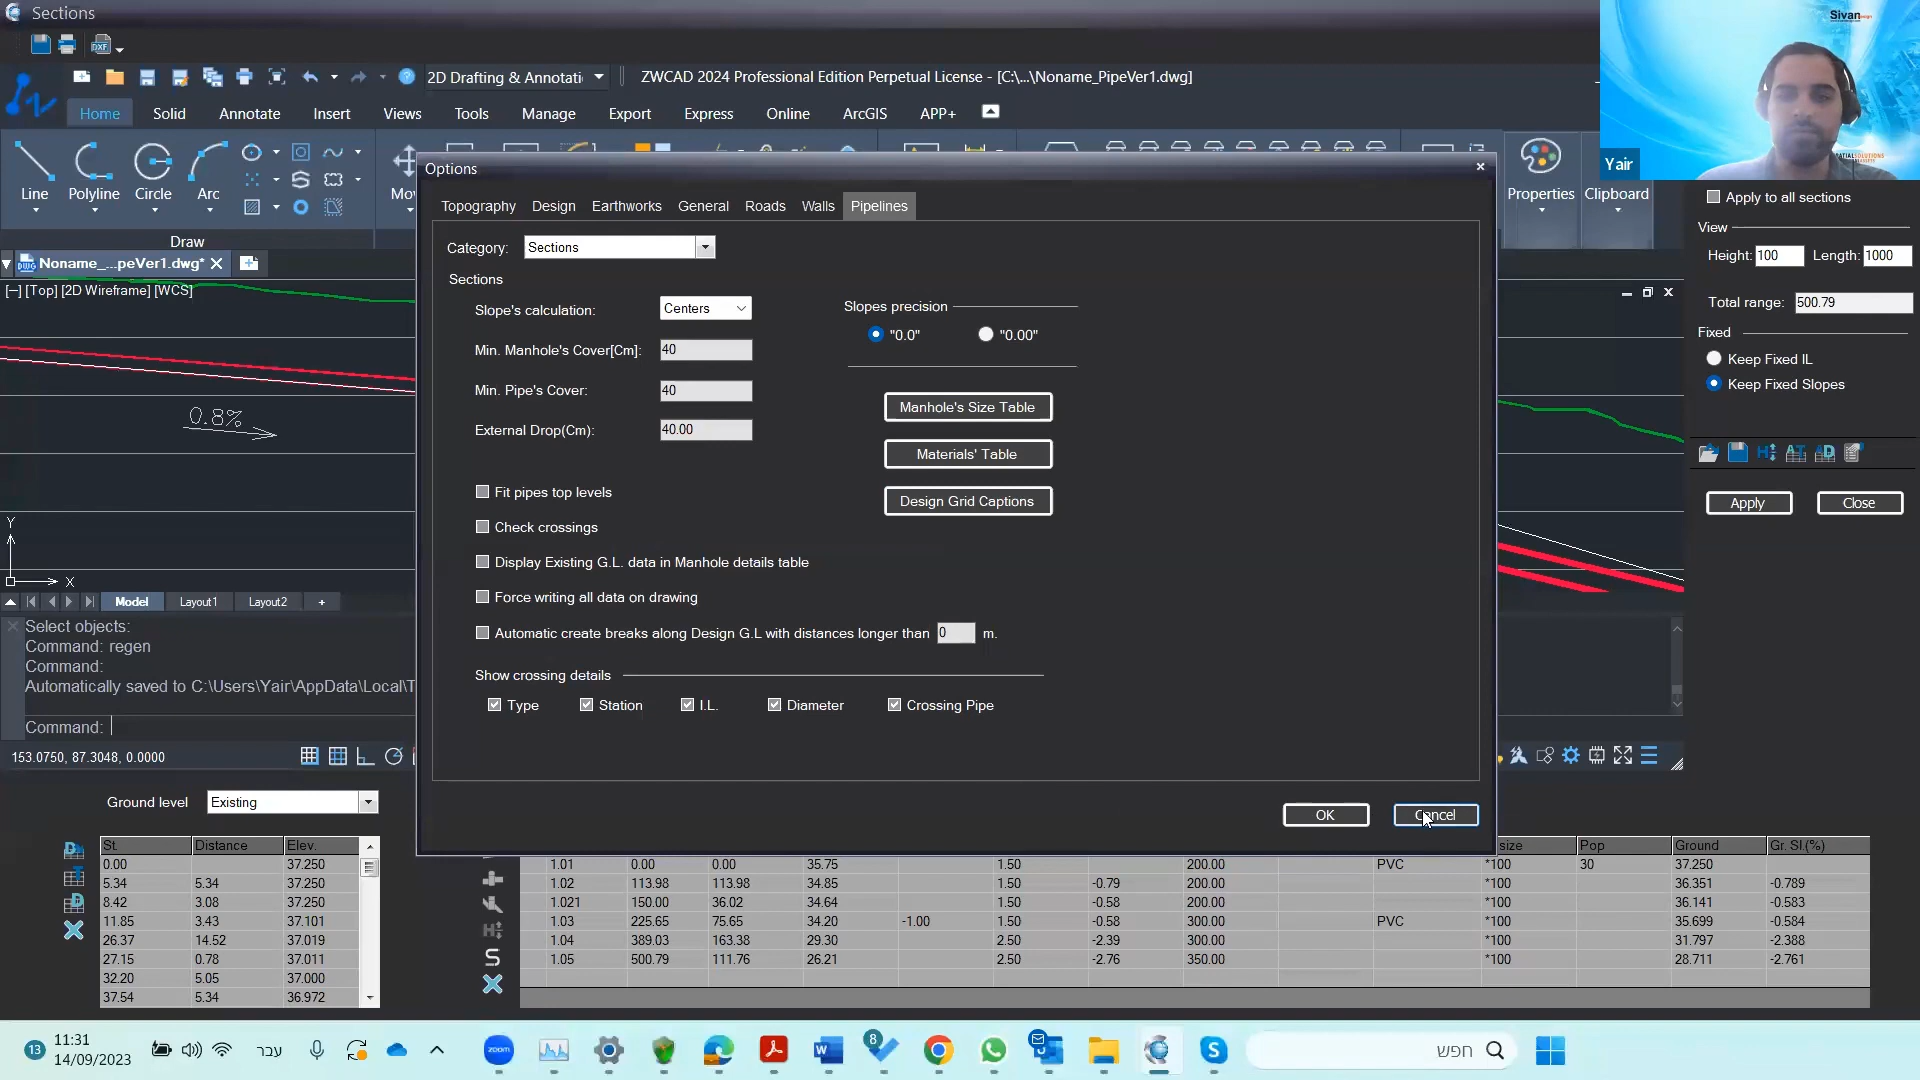 Sections
Sivan
DXF
2D Drafting & Annotati
ZWCAD 2024 Professional Edition Perpetual License - [C:\...\Noname_PipeVer1.dwg]
Home Solid Annotate Insert Views Tools Manage Export Express Online ArcGIS APP+
Line Polyline Circle Arc Mo
Draw
Properties Clipboard
Yair
Noname_...peVer1.dwg*
[-] [Top] [2D Wireframe] [WCS]
0.8%
Y
X
Model Layout1 Layout2 +
Select objects:
Command: regen
Command:
Automatically saved to C:\Users\Yair\AppData\Local\T
Command:
153.0750, 87.3048, 0.0000
Options
Topography Design Earthworks General Roads Walls Pipelines
Category: Sections
Sections
Slope's calculation: Centers
Min. Manhole's Cover[Cm]: 40
Min. Pipe's Cover: 40
External Drop(Cm): 40.00
Slopes precision
"0.0" "0.00"
Manhole's Size Table
Materials' Table
Design Grid Captions
Fit pipes top levels
Check crossings
Display Existing G.L. data in Manhole details table
Force writing all data on drawing
Automatic create breaks along Design G.L with distances longer than 0 m.
Show crossing details
Type Station I.L. Diameter Crossing Pipe
OK Cancel
Apply to all sections
View
Height: 100 Length: 1000
Total range: 500.79
Fixed
Keep Fixed IL
Keep Fixed Slopes
Apply Close
Ground level Existing
St. Distance Elev.
0.00 37.250
5.34 5.34 37.250
8.42 3.08 37.250
11.85 3.43 37.101
26.37 14.52 37.019
27.15 0.78 37.011
32.20 5.05 37.000
37.54 5.34 36.972
size Pop Ground Gr. Sl.(%)
1.01 0.00 0.00 35.75 1.50 200.00 PVC *100 30 37.250
1.02 113.98 113.98 34.85 1.50 -0.79 200.00 *100 36.351 -0.789
1.021 150.00 36.02 34.64 1.50 -0.58 200.00 *100 36.141 -0.583
1.03 225.65 75.65 34.20 -1.00 1.50 -0.58 300.00 PVC *100 35.699 -0.584
1.04 389.03 163.38 29.30 2.50 -2.39 300.00 *100 31.797 -2.388
1.05 500.79 111.76 26.21 2.50 -2.76 350.00 *100 28.711 -2.761
13
11:31
14/09/2023
עבר
zoom
8
חפש